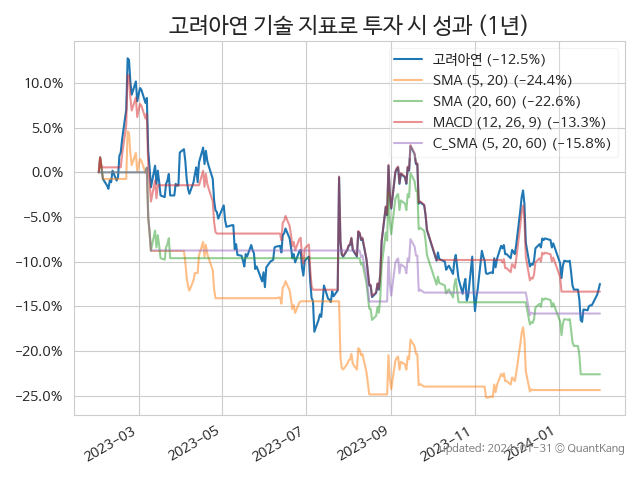 고려아연 기술 지표로 투자 시 성과 (1년)
고려아연 (−12.5%)
SMA (5, 20) (−24.4%)
SMA (20, 60) (−22.6%)
MACD (12, 26, 9) (−13.3%)
C_SMA (5, 20, 60) (−15.8%)
10.0%
5.0%
0.0%
−5.0%
−10.0%
−15.0%
−20.0%
−25.0%
2023−03
2023−05
2023−07
2023−09
2023−11
2024−01
updated: 2024−01−31 © QuantKang